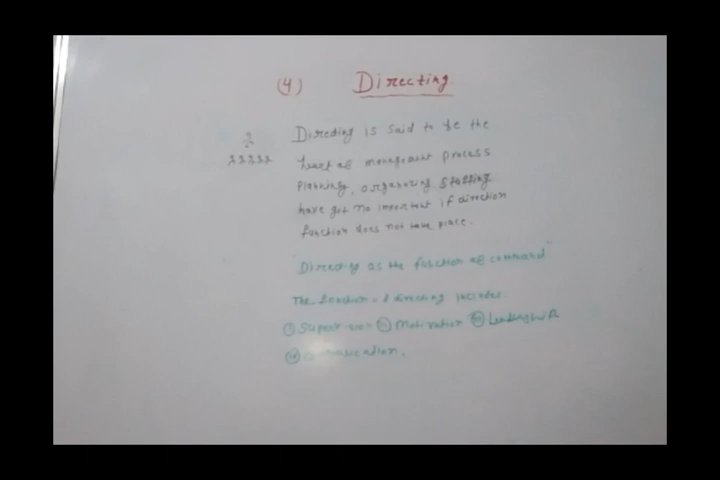 (4) Directing
Directing is said to be the
heart of management process
Planning, organizing staffing
have got no important if direction
function does not take place.
"Directing as the function of command"
The function of directing includes
(i) Supervision (ii) Motivation (iii) Leadership
(iv) Communication.